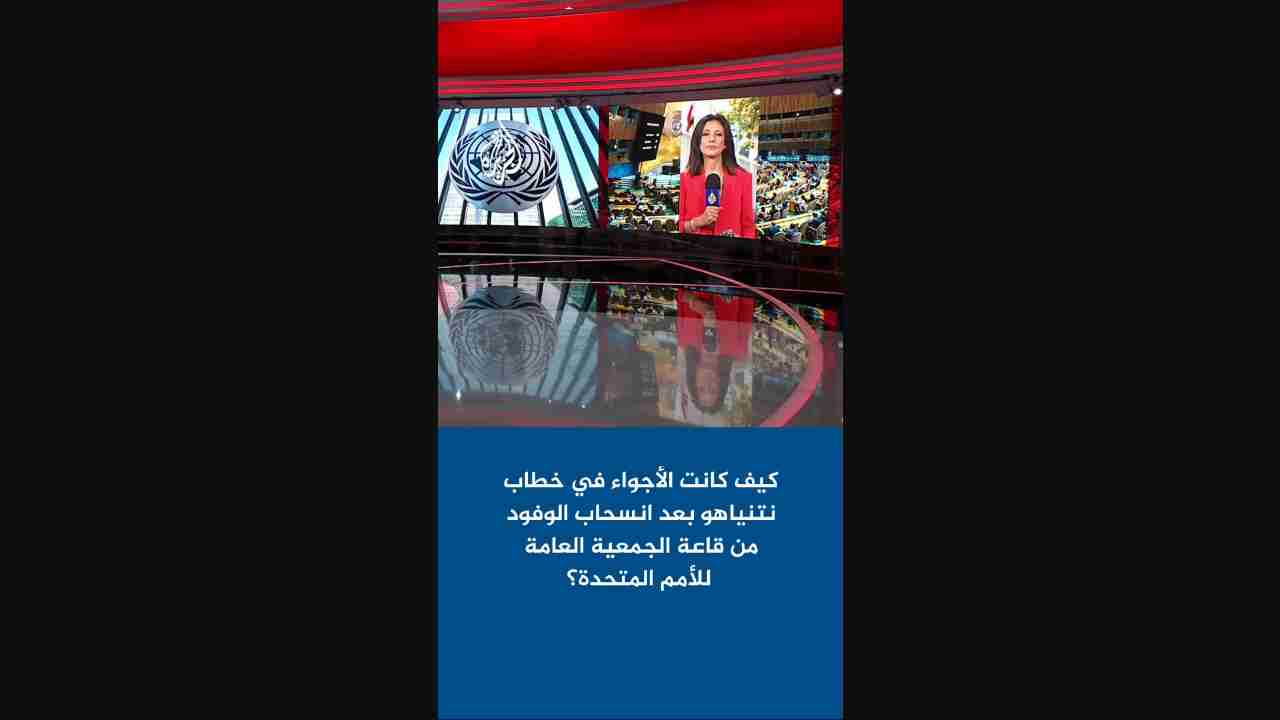 كيف كانت الأجواء في خطاب
نتنياهو بعد انسحاب الوفود
من قاعة الجمعية العامة
للأمم المتحدة؟